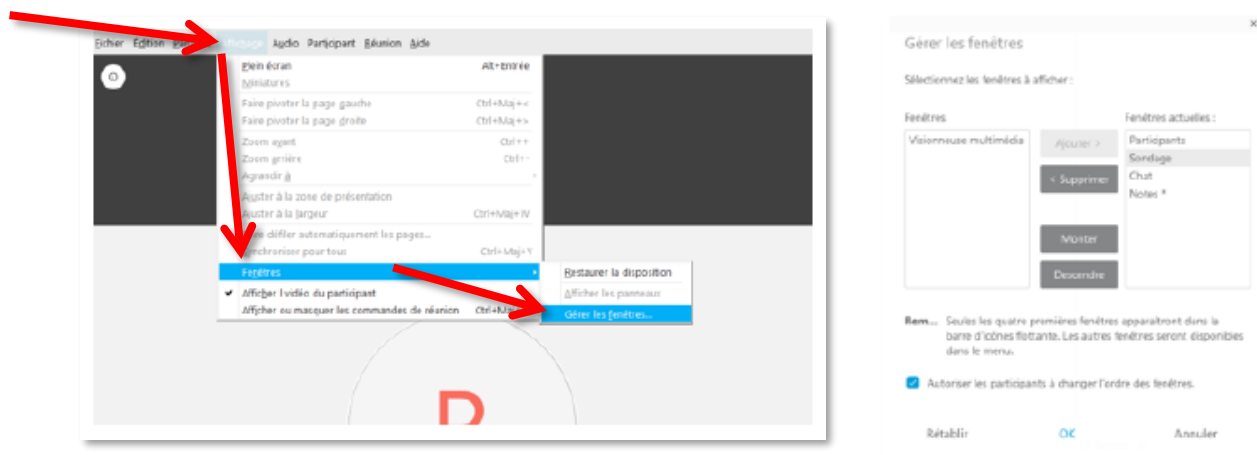 Fichier Édition Affichage Audio Participant Réunion Aide
Plein écran Alt+Entrée
Miniatures
Faire pivoter la page gauche Ctrl+Maj+<
Faire pivoter la page droite Ctrl+Maj+>
Zoom avant Ctrl++
Zoom arrière Ctrl+-
Agrandir à
Ajuster à la zone de présentation
Ajuster à la largeur Ctrl+Maj+W
défiler automatiquement les pages...
Synchroniser pour tous Ctrl+Maj+Y
Fenêtres
Restaurer la disposition
Afficher les panneaux
Gérer les fenêtres...
Afficher la vidéo du participant
Afficher ou masquer les commandes de réunion
Gérer les fenêtres
Sélectionnez les fenêtres à afficher :
Fenêtres
Fenêtres actuelles :
Visionneuse multimédia
Ajouter >
< Supprimer
Monter
Descendre
Participants
Sondage
Chat
Notes *
Rem... Seules les quatre premières fenêtres apparaîtront dans la
barre d'icônes flottante. Les autres fenêtres seront disponibles
dans le menu.
Autoriser les participants à changer l'ordre des fenêtres.
Rétablir OK Annuler